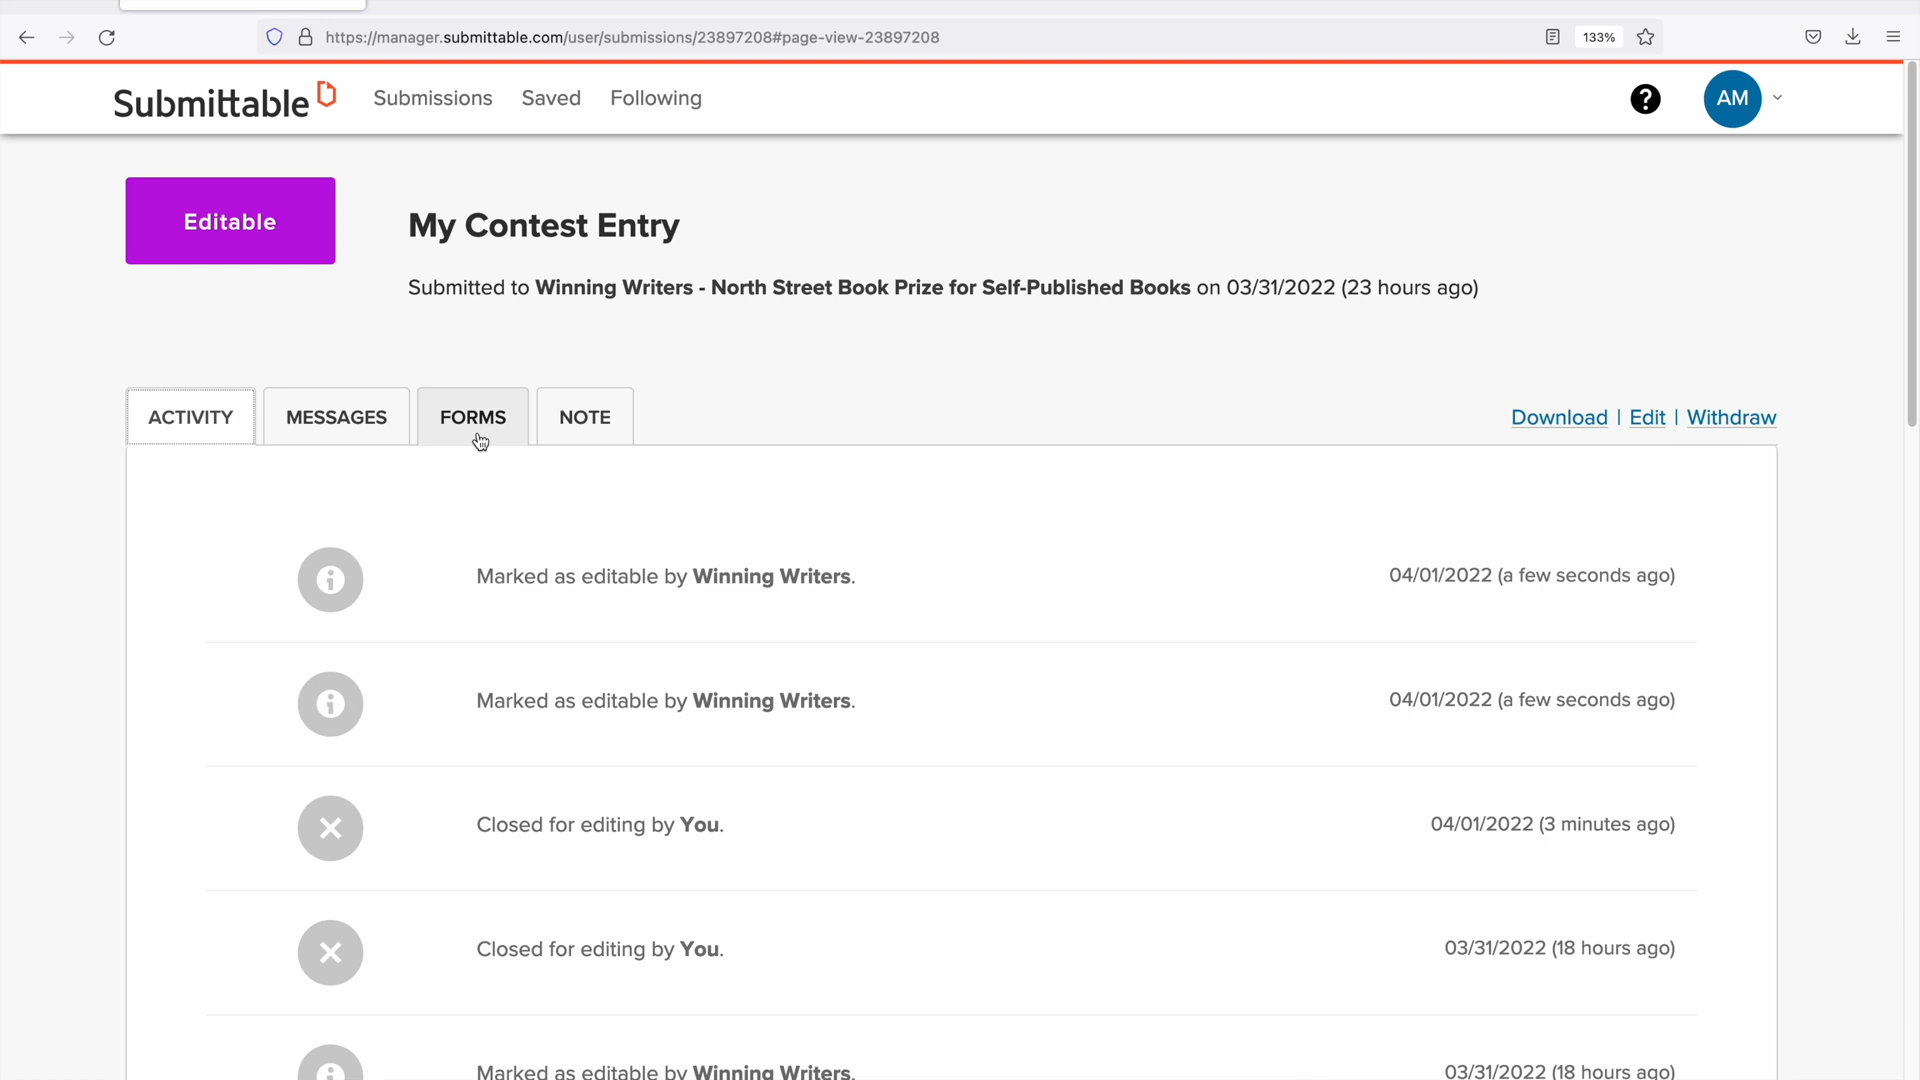 https://manager.submittable.com/user/submissions/23897208#page-view-23897208
133%
Submittable
Submissions
Saved
Following
?
AM
Editable
My Contest Entry
Submitted to Winning Writers - North Street Book Prize for Self-Published Books on 03/31/2022 (23 hours ago)
ACTIVITY
MESSAGES
FORMS
NOTE
Download | Edit | Withdraw
Marked as editable by Winning Writers.
04/01/2022 (a few seconds ago)
Marked as editable by Winning Writers.
04/01/2022 (a few seconds ago)
Closed for editing by You.
04/01/2022 (3 minutes ago)
Closed for editing by You.
03/31/2022 (18 hours ago)
Marked as editable by Winning Writers.
03/31/2022 (18 hours ago)